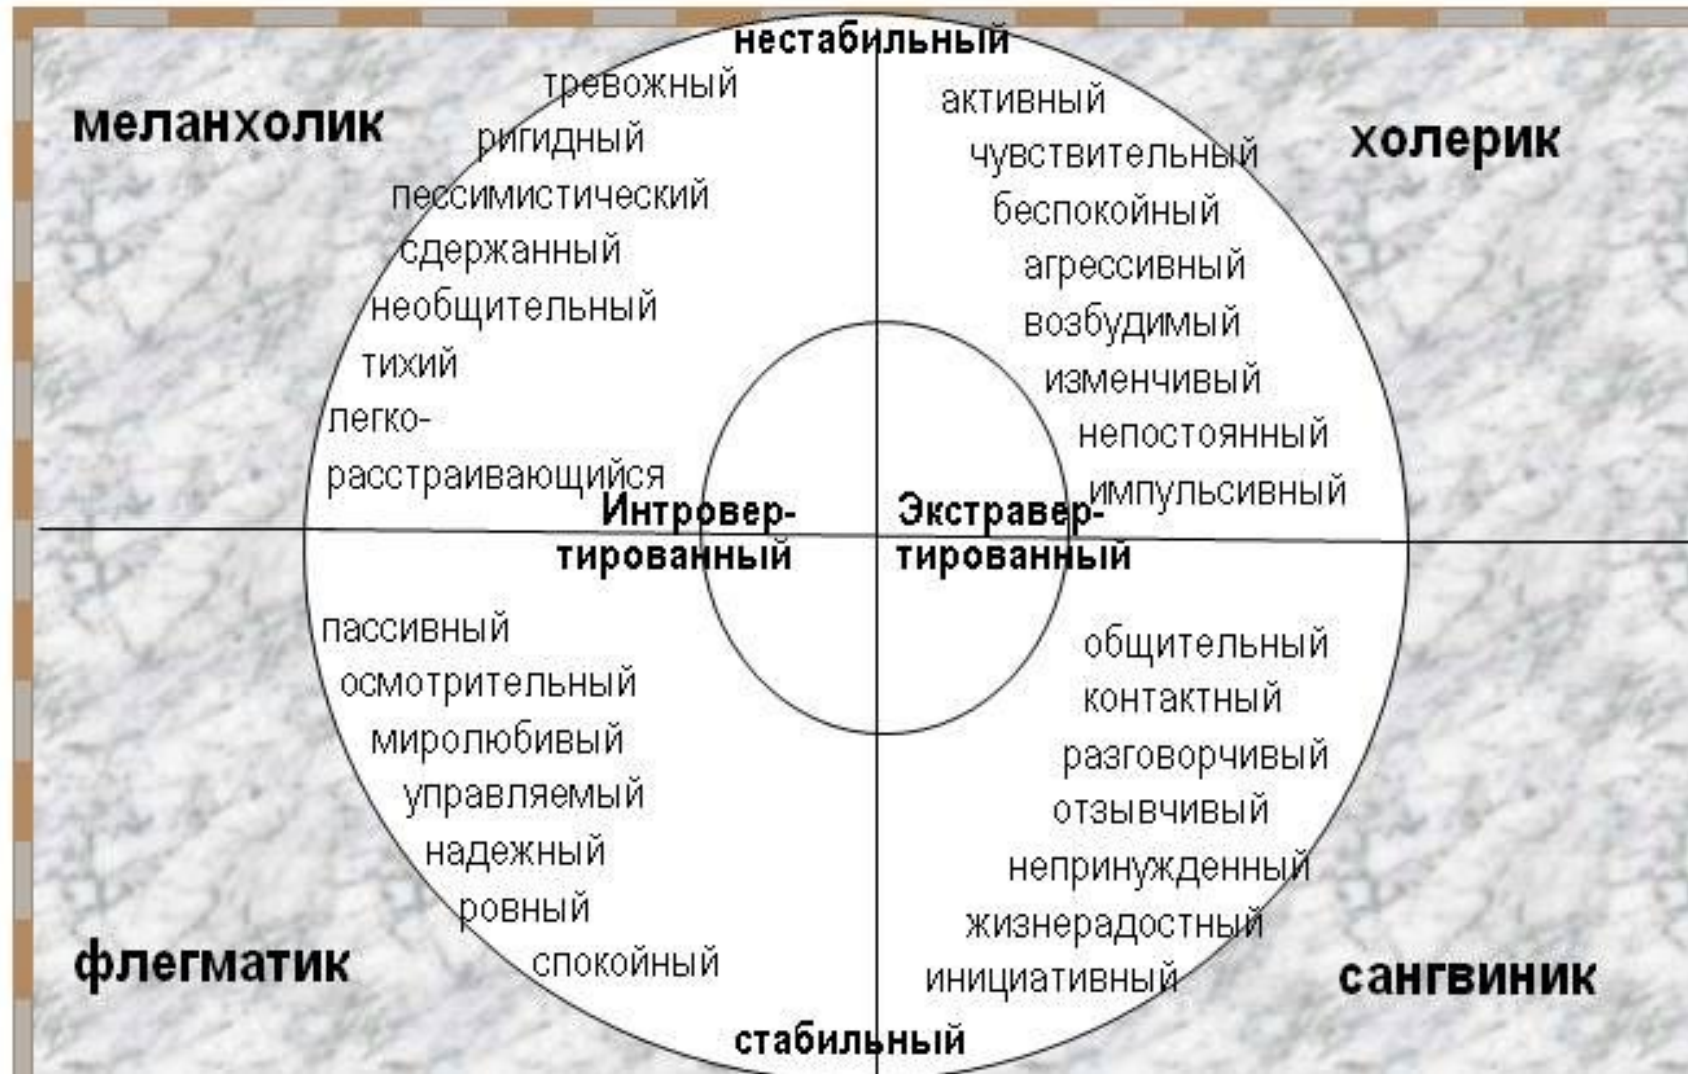 нестабильный
меланхолик
тревожный
ригидный
пессимистический
сдержанный
необщительный
тихий
легко-
расстраивающийся
холерик
активный
чувствительный
беспокойный
агрессивный
возбудимый
изменчивый
непостоянный
импульсивный
Интровер-
тированный
Экстравер-
тированный
флегматик
пассивный
осмотрительный
миролюбивый
управляемый
надежный
ровный
спокойный
сангвиник
общительный
контактный
разговорчивый
отзывчивый
непринужденный
жизнерадостный
инициативный
стабильный